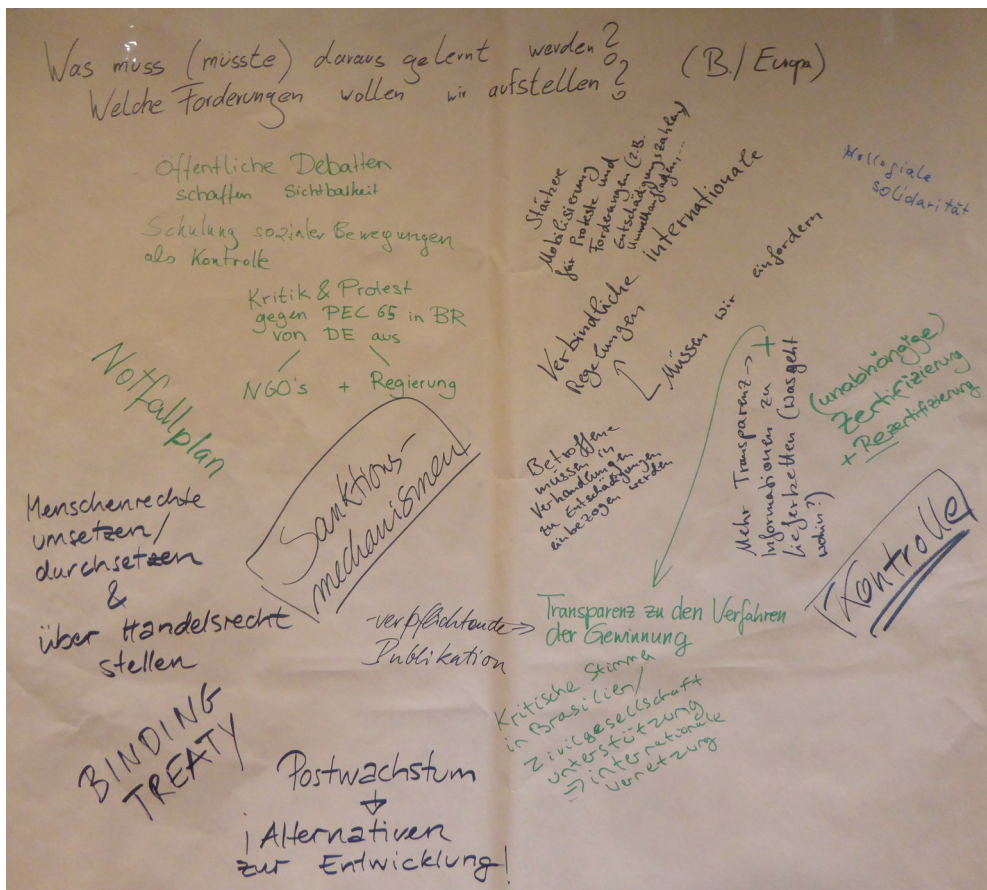 Was muss (müsste) daraus gelernt werden?
Welche Forderungen wollen wir aufstellen?
(B./Europa)
Öffentliche Debatten
schaffen Sichtbarkeit
Schulung sozialer Bewegungen
als Kontrolle
Kritik & Protest
gegen PEC 65 in BR
von DE aus
NGO's + Regierung
Stärkere
Mobilisierung
für Proteste und
Forderungen (z.B.
Entschädigungszahlung,
Umweltauflagen,...
Kollegiale
solidarität
Verbindliche internationale
Regelungen
Müssen wir einfordern
Notfallplan
Sanktions-
mechanismen
Betroffene
müssen in
Verhandlungen
zu Entschädigungen
einbezogen werden
Mehr Transparenz → +
Informationen zu
Lieferketten (was geht
wohin?)
(unabhängige)
Zertifizierung
+ Rezertifizierung
Kontrolle
Menschenrechte
umsetzen/
durchsetzen
&
über Handelsrecht
stellen
-verpflichtende →
Publikation
Transparenz zu den Verfahren
der Gewinnung
Kritische Stimmen
in Brasilien/
Zivilgesellschaft
unterstützung
⇒ internationale
vernetzung
BINDING
TREATY
Postwachstum
↓
¡Alternativen
zur Entwicklung!